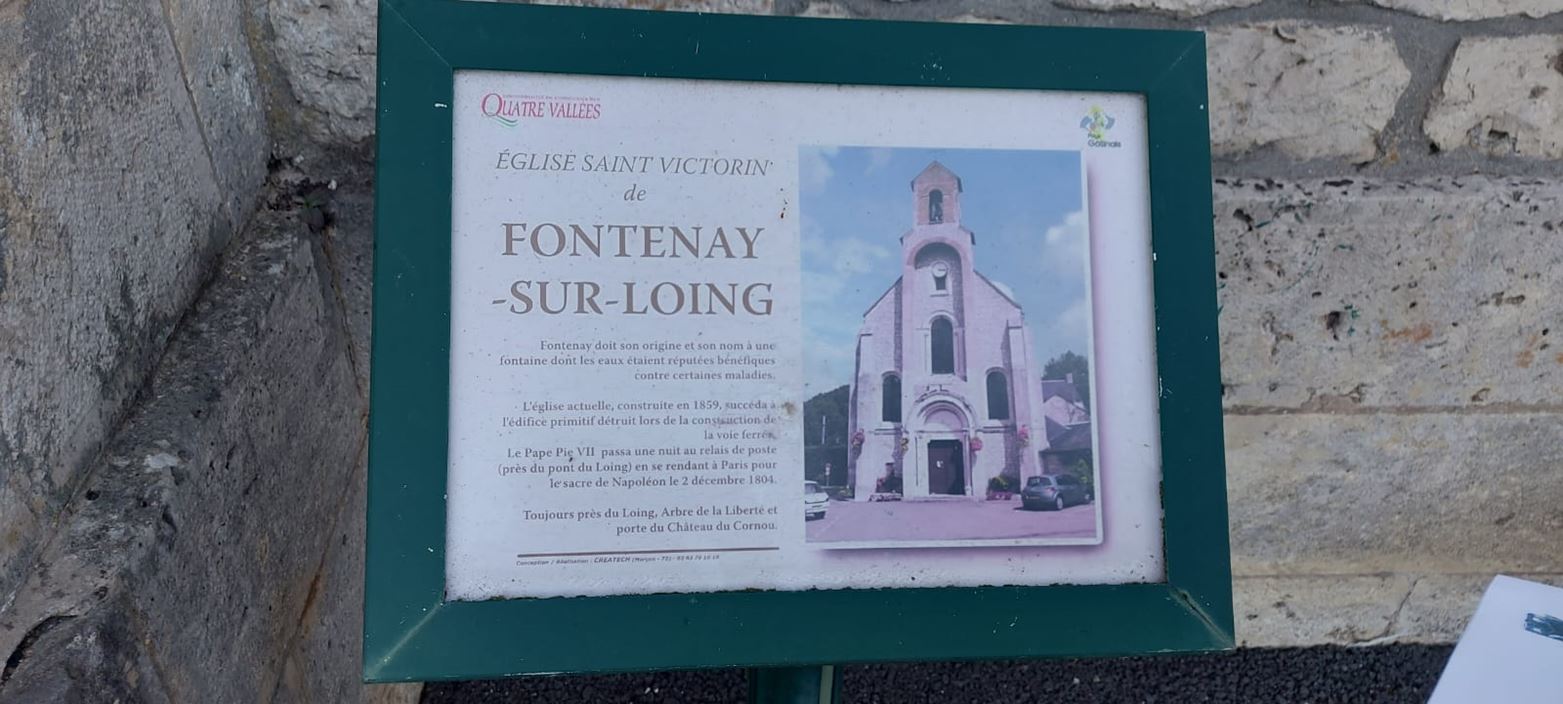 QUATRE VALLÉES
Gâtinais
ÉGLISE SAINT VICTORIN
de
FONTENAY
-SUR-LOING
Fontenay doit son origine et son nom à une
fontaine dont les eaux étaient réputées bénéfiques
contre certaines maladies.
L'église actuelle, construite en 1859, succéda à
l'édifice primitif détruit lors de la construction de
la voie ferrée.
Le Pape Pie VII passa une nuit au relais de poste
(près du pont du Loing) en se rendant à Paris pour
le sacre de Napoléon le 2 décembre 1804.
Toujours près du Loing, Arbre de la Liberté et
porte du Château du Cornou.
Conception / Réalisation : CREATECH